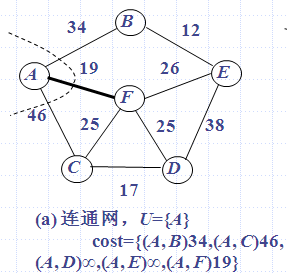 B
34
12
A
19
26
E
F
46
25
25
38
C
D
17
(a) 连通网，U={A}
cost={(A,B)34,(A,C)46,
(A,D)∞,(A,E)∞,(A,F)19}